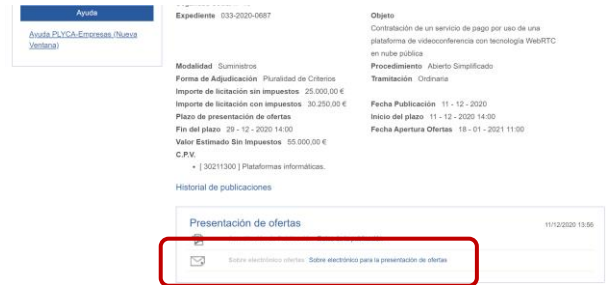 Ayuda
Ayuda PLYCA-Empresas (Nueva
Ventana)
Expediente 033-2020-0687
Objeto
Contratación de un servicio de pago por uso de una
plataforma de videoconferencia con tecnología WebRTC
en nube pública
Modalidad Suministros
Procedimiento Abierto Simplificado
Forma de Adjudicación Pluralidad de Criterios
Tramitación Ordinaria
Importe de licitación sin impuestos 25.000,00 €
Importe de licitación con impuestos 30.250,00 €
Fecha Publicación 11 - 12 - 2020
Plazo de presentación de ofertas
Inicio del plazo 11 - 12 - 2020 14:00
Fin del plazo 29 - 12 - 2020 14:00
Fecha Apertura Ofertas 18 - 01 - 2021 11:00
Valor Estimado Sin Impuestos 55.000,00 €
C.P.V.
[ 30211300 ] Plataformas informáticas.
Historial de publicaciones
Presentación de ofertas
11/12/2020 13:56
Sobre electrónico ofertas Sobre electrónico para la presentación de ofertas